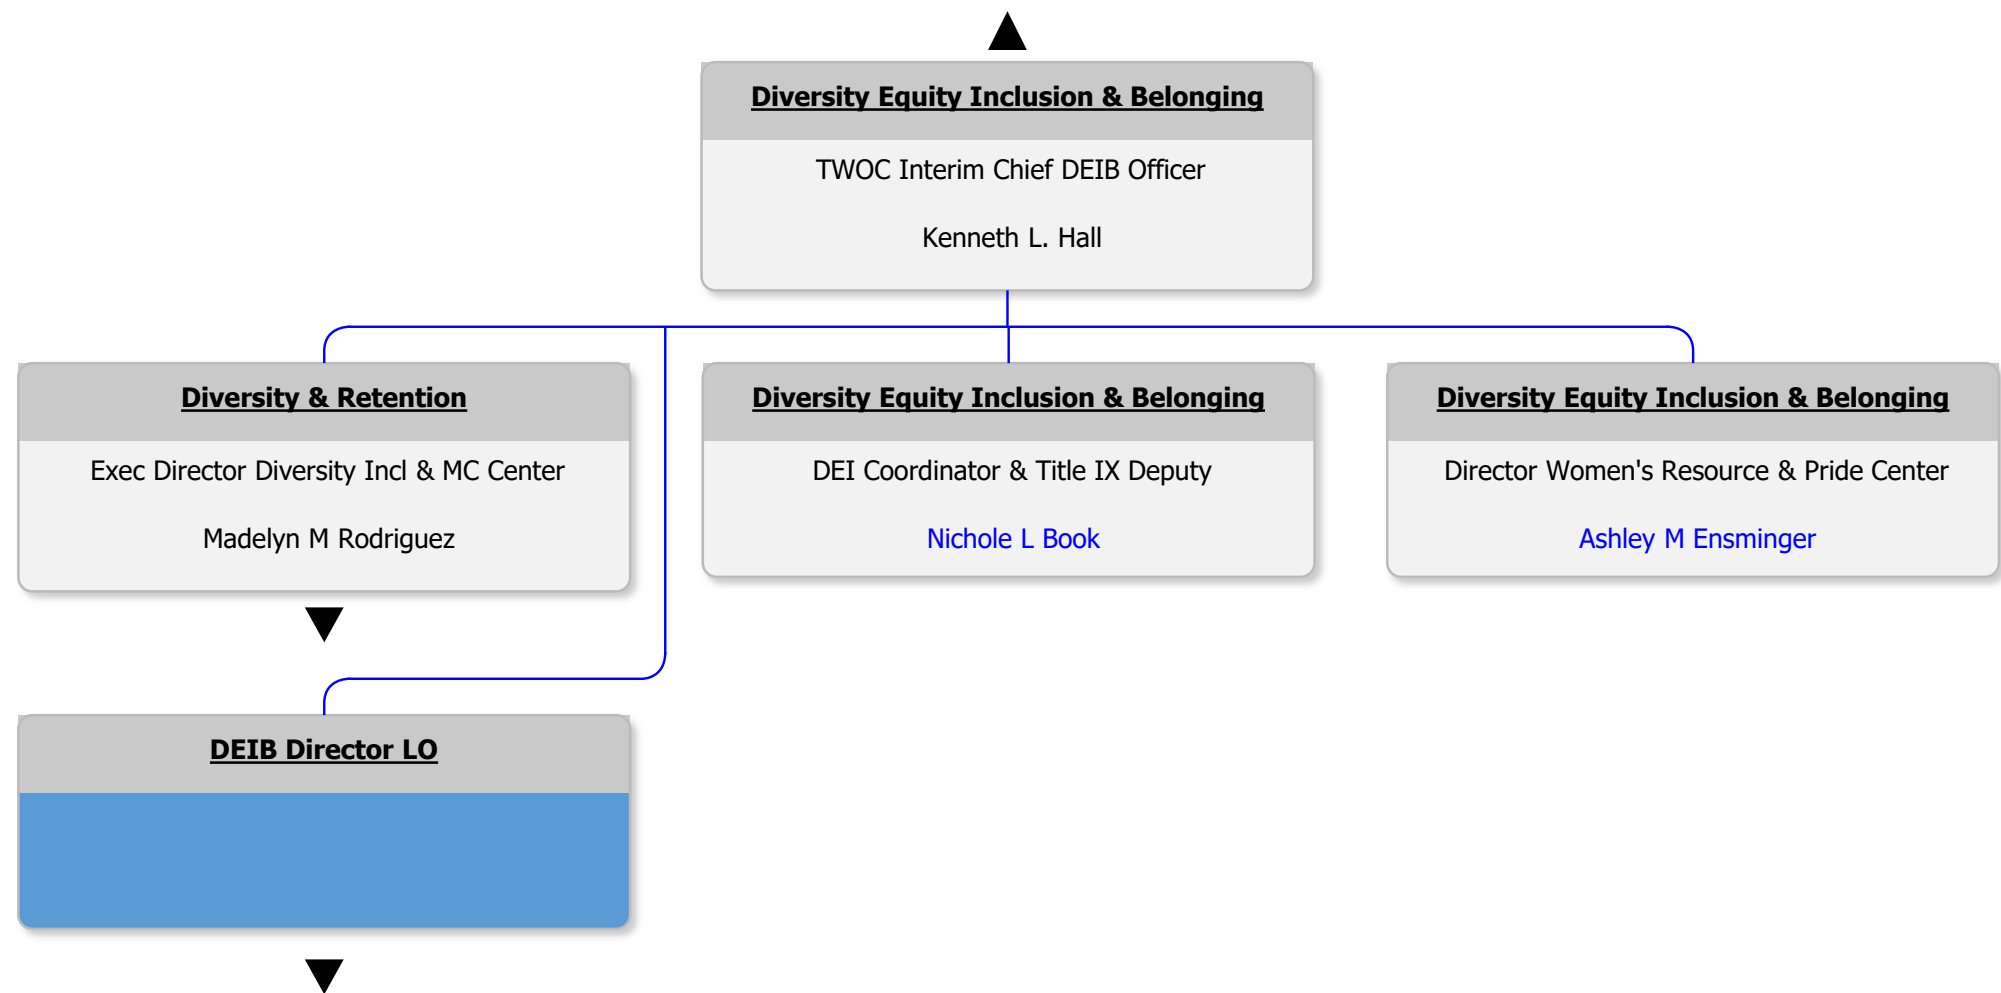 Diversity Equity Inclusion & Belonging
TWOC Interim Chief DEIB Officer
Kenneth L. Hall
Diversity & Retention
Exec Director Diversity Incl & MC Center
Madelyn M Rodriguez
Diversity Equity Inclusion & Belonging
DEI Coordinator & Title IX Deputy
Nichole L Book
Diversity Equity Inclusion & Belonging
Director Women's Resource & Pride Center
Ashley M Ensminger
DEIB Director LO